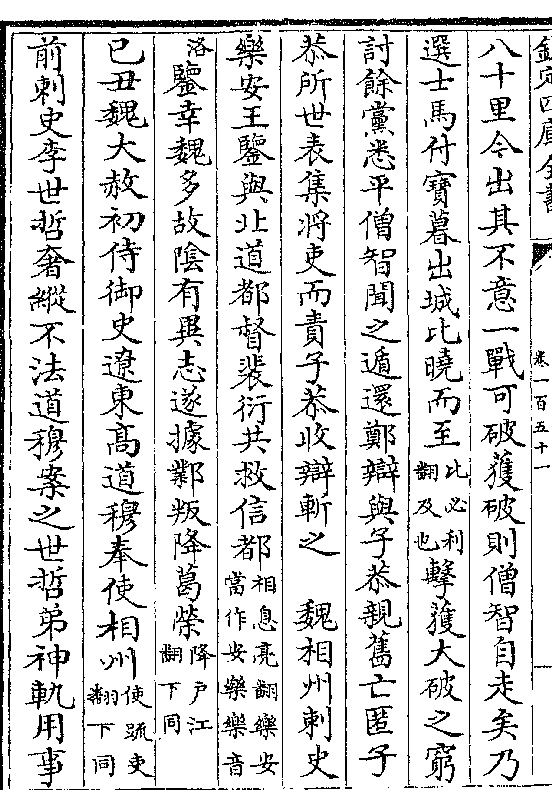 欽定四庫全書 卷一百五十一
八十里今出其不意一戰可破獲破則僧智自走矣乃
選士馬付寶暮出城比曉而至比必利翻及也擊獲大破之窮
討餘黨悉平僧智聞之遁還鄭辯與子恭親舊亡匿子
恭所世表集將吏而責子恭收辯斬之 魏相州刺史
樂安王鑒與北道都督裴衍共救信都相息亮翻樂安當作安樂樂音
洛鑒幸魏多故陰有異志遂據鄴叛降葛榮降户江翻下同
己丑魏大赦初侍御史遼東高道穆奉使相州使疏吏翻下同
前刺史李世哲奢縱不法道穆案之世哲弟神軌用事